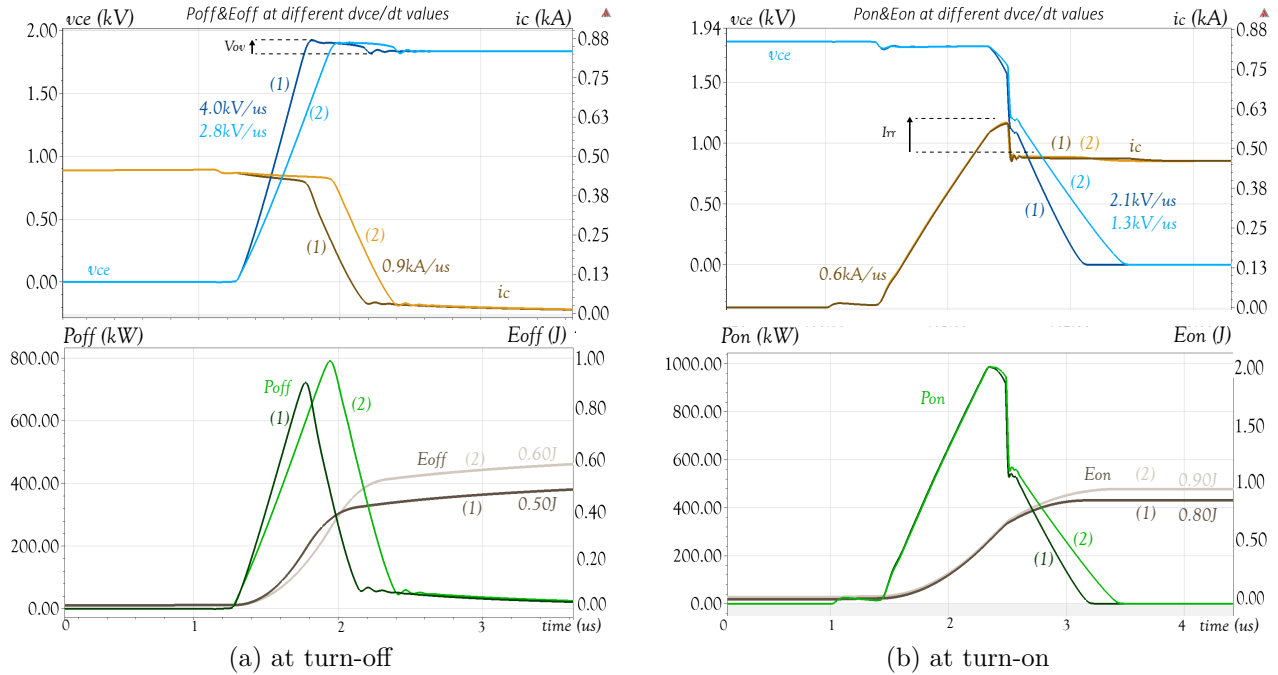 Poff&Eoff at different dvce/dt values
vce (kV)
ic (kA)
2.00
1.50
1.00
0.50
0.00
0.88
0.75
0.63
0.50
0.38
0.25
0.13
0.00
Vov
(1)
4.0kV/us
2.8kV/us
(2)
(2)
(1)
0.9kA/us
vce
ic
Poff (kW)
Eoff (J)
800.00
600.00
400.00
200.00
0.00
1.00
0.80
0.60
0.40
0.20
0.00
Poff
(1)
(2)
Eoff
(2)
0.60J
(1)
0.50J
0
1
2
3
time (us)
(a) at turn-off
Pon&Eon at different dvce/dt values
vce (kV)
ic (kA)
1.94
1.50
1.00
0.50
0.00
0.88
0.75
0.63
0.50
0.38
0.25
0.13
0.00
vce
Irr
(1)
(2)
ic
(2)
(1)
2.1kV/us
1.3kV/us
0.6kA/us
Pon (kW)
Eon (J)
1000.00
800.00
600.00
400.00
200.00
0.00
2.00
1.50
1.00
0.50
0.00
Pon
Eon
(2)
0.90J
(1)
0.80J
(2)
(1)
0
1
2
3
4
time (us)
(b) at turn-on